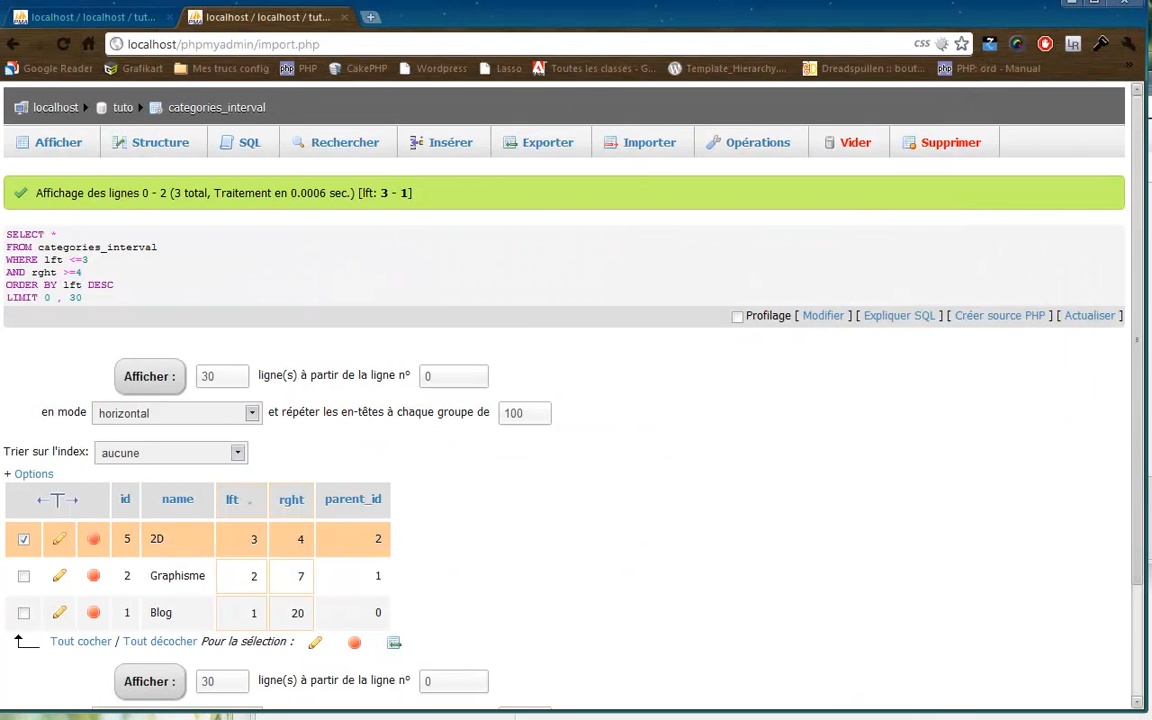 localhost / localhost / tut...
localhost / localhost / tut...
localhost/phpmyadmin/import.php
CSS
Google Reader
Grafikart
Mes trucs config
php PHP
CakePHP
Wordpress
Lasso
Toutes les classes - G...
Template_Hierarchy....
Dreadspullen :: bout...
php PHP: ord - Manual
localhost
tuto
categories_interval
Afficher
Structure
SQL
Rechercher
Insérer
Exporter
Importer
Opérations
Vider
Supprimer
Affichage des lignes 0 - 2 (3 total, Traitement en 0.0006 sec.) [lft: 3 - 1]
SELECT *
FROM categories_interval
WHERE lft <=3
AND rght >=4
ORDER BY lft DESC
LIMIT 0 , 30
Profilage [ Modifier ] [ Expliquer SQL ] [ Créer source PHP ] [ Actualiser ]
Afficher : 30 ligne(s) à partir de la ligne n° 0
en mode horizontal et répéter les en-têtes à chaque groupe de 100
Trier sur l'index: aucune
+ Options
←T→ id name lft rght parent_id
5 2D 3 4 2
2 Graphisme 2 7 1
1 Blog 1 20 0
Tout cocher / Tout décocher Pour la sélection :
Afficher : 30 ligne(s) à partir de la ligne n° 0